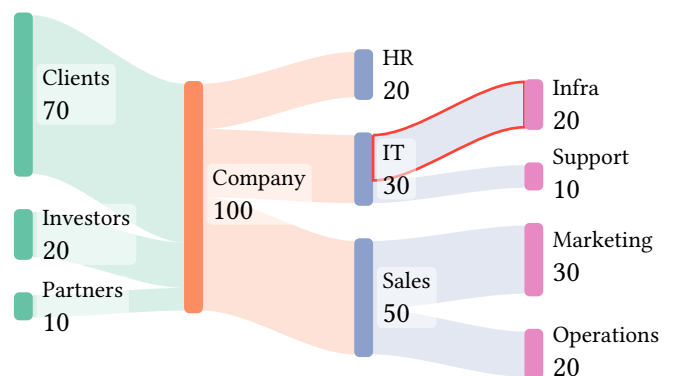 Clients
70
Investors
20
Partners
10
Company
100
HR
20
IT
30
Sales
50
Infra
20
Support
10
Marketing
30
Operations
20